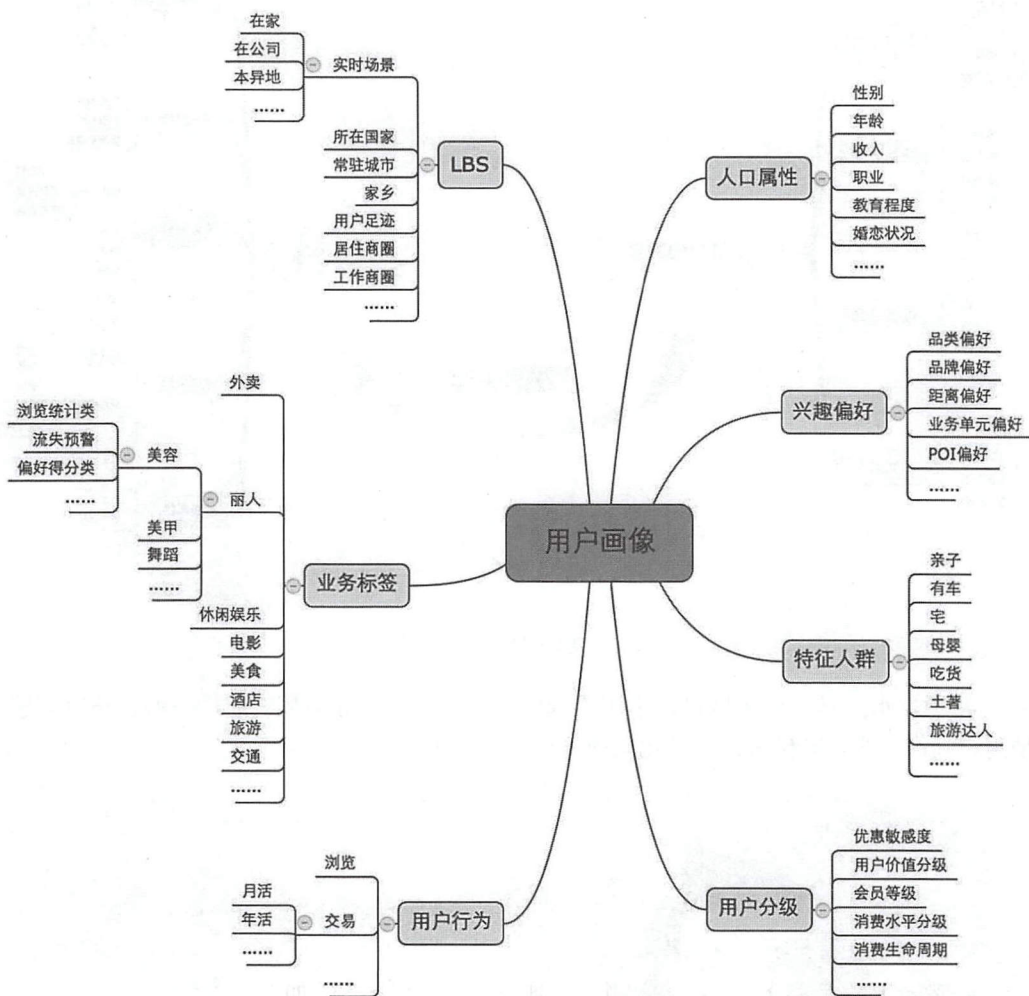 用户画像
LBS
实时场景
在家
在公司
本异地
……
所在国家
常驻城市
家乡
用户足迹
居住商圈
工作商圈
……
业务标签
外卖
丽人
美容
浏览统计类
流失预警
偏好得分类
……
美甲
舞蹈
……
休闲娱乐
电影
美食
酒店
旅游
交通
……
用户行为
浏览
交易
月活
年活
……
……
人口属性
性别
年龄
收入
职业
教育程度
婚恋状况
……
兴趣偏好
品类偏好
品牌偏好
距离偏好
业务单元偏好
POI偏好
……
特征人群
亲子
有车
宅
母婴
吃货
土著
旅游达人
……
用户分级
优惠敏感度
用户价值分级
会员等级
消费水平分级
消费生命周期
……